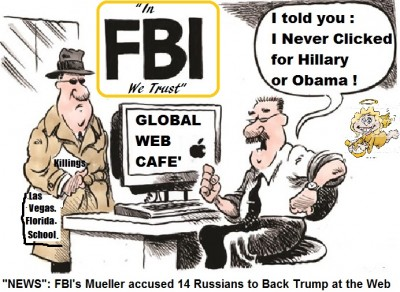 "In
FBI
We Trust"
I told you :
I Never Clicked
for Hillary
or Obama !
GLOBAL
WEB
CAFE'
Killings
Las
Vegas.
Florida.
School.
"NEWS": FBI's Mueller accused 14 Russians to Back Trump at the Web